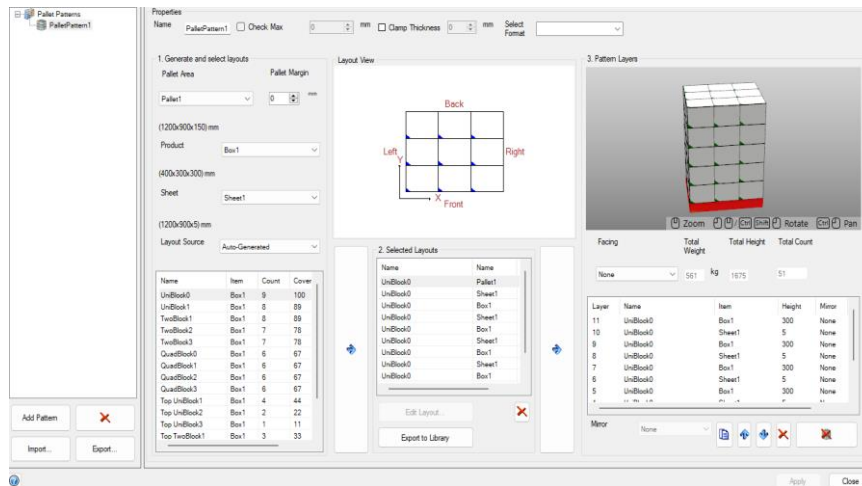 Pallet Patterns
PalletPattern1
Properties
Name PalletPattern1 Check Max 0 mm Clamp Thickness 0 mm Select Format
1. Generate and select layouts
Pallet Area Pallet Margin
Pallet1 0 mm
(1200x900x150) mm
Product Box1
(400x300x300) mm
Sheet Sheet1
(1200x900x5) mm
Layout Source Auto-Generated
Name Item Count Cover
UniBlock0 Box1 9 100
UniBlock1 Box1 8 89
TwoBlock1 Box1 8 89
TwoBlock2 Box1 7 78
TwoBlock3 Box1 7 78
QuadBlock0 Box1 6 67
QuadBlock1 Box1 6 67
QuadBlock2 Box1 6 67
QuadBlock3 Box1 6 67
Top UniBlock1 Box1 4 44
Top UniBlock2 Box1 2 22
Top UniBlock3 Box1 1 11
Top TwoBlock1 Box1 3 33
Layout View
Back
Left Right
Y
X
Front
2. Selected Layouts
Name Name
UniBlock0 Pallet1
UniBlock0 Sheet1
UniBlock0 Box1
UniBlock0 Sheet1
UniBlock0 Box1
UniBlock0 Sheet1
UniBlock0 Box1
UniBlock0 Sheet1
UniBlock0 Box1
Edit Layout...
Export to Library
3. Pattern Layers
Zoom / Ctrl Shift Rotate Ctrl Pan
Facing Total Weight Total Height Total Count
None 561 kg 1675 51
Layer Name Item Height Mirror
11 UniBlock0 Box1 300 None
10 UniBlock0 Sheet1 5 None
9 UniBlock0 Box1 300 None
8 UniBlock0 Sheet1 5 None
7 UniBlock0 Box1 300 None
6 UniBlock0 Sheet1 5 None
5 UniBlock0 Box1 300 None
Mirror None
Add Pattern
Import... Export...
Apply Close